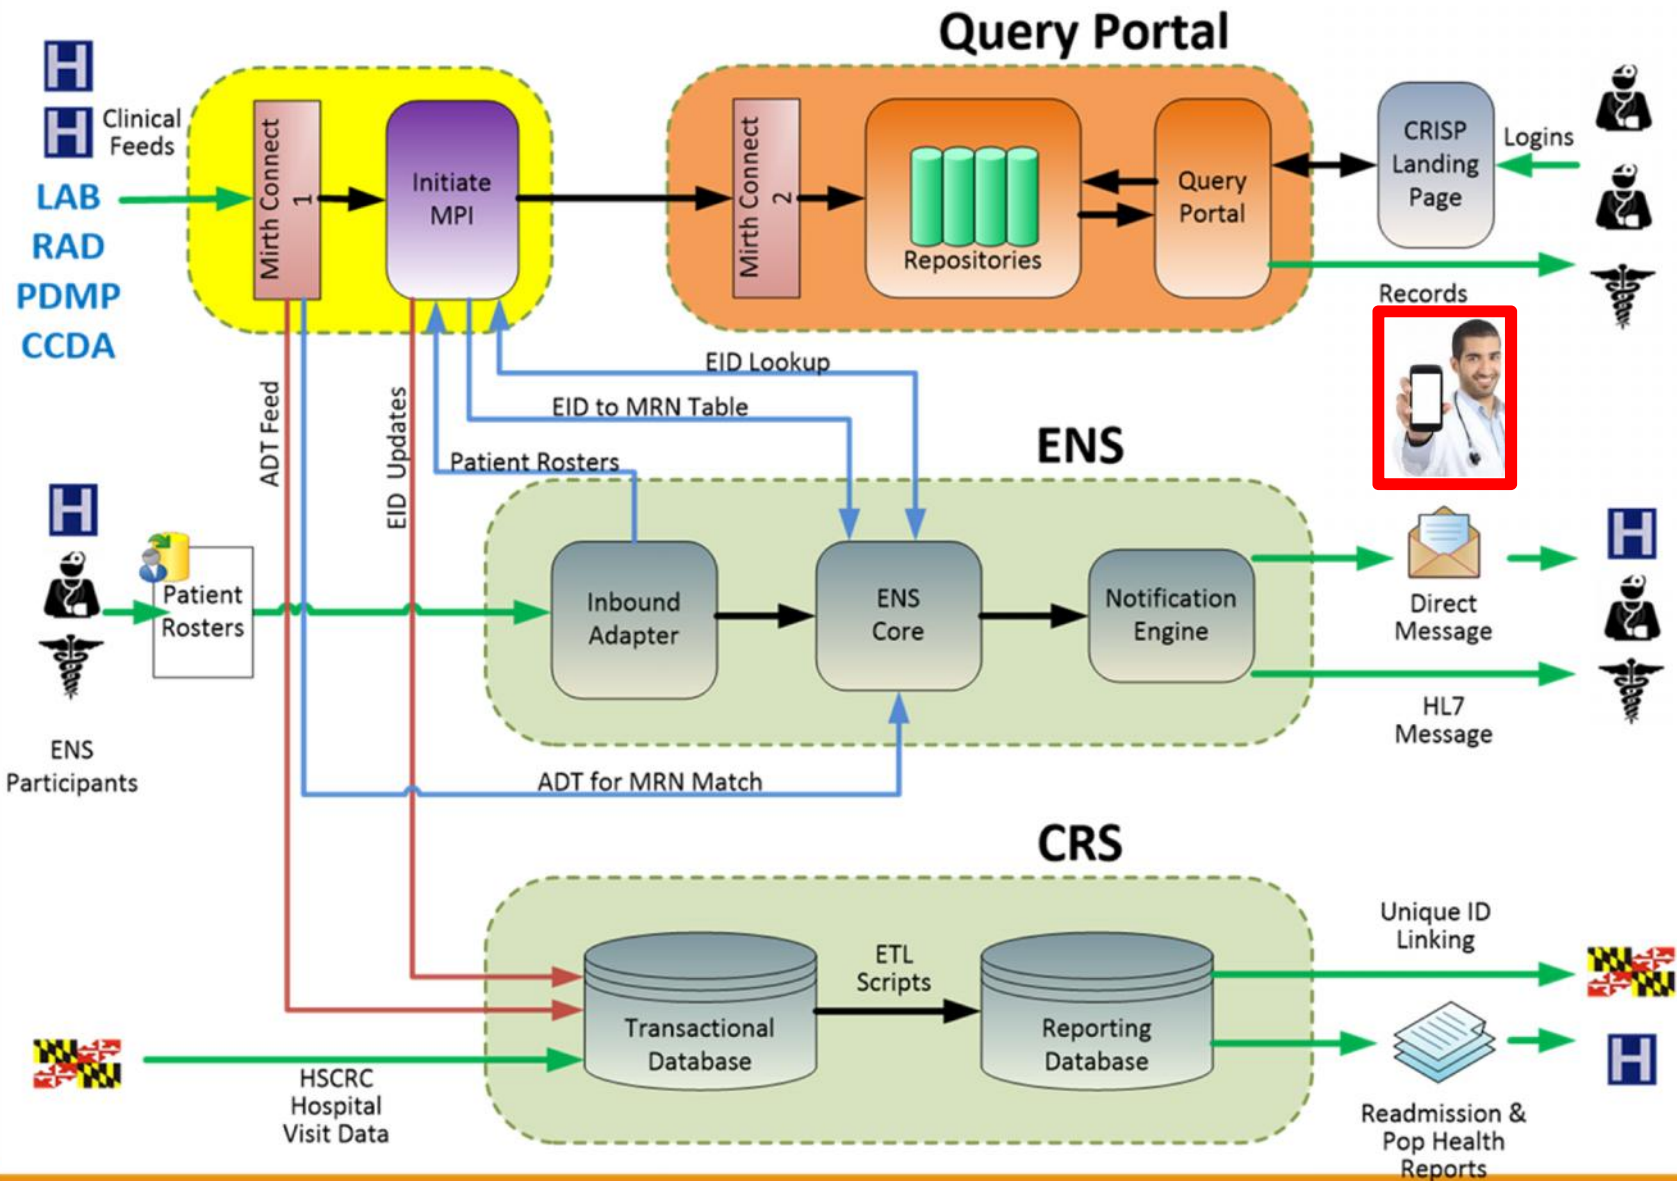 Query Portal
H
H
Clinical
Feeds
LAB
RAD
PDMP
CCDA
Mirth Connect
1
Initiate
MPI
Mirth Connect
2
Repositories
Query
Portal
CRISP
Landing
Page
Logins
Records
ADT Feed
EID Updates
EID Lookup
EID to MRN Table
Patient Rosters
ENS
H
Patient
Rosters
ENS
Participants
Inbound
Adapter
ENS
Core
Notification
Engine
Direct
Message
HL7
Message
H
ADT for MRN Match
CRS
HSCRC
Hospital
Visit Data
Transactional
Database
ETL
Scripts
Reporting
Database
Unique ID
Linking
Readmission &
Pop Health
Reports
H